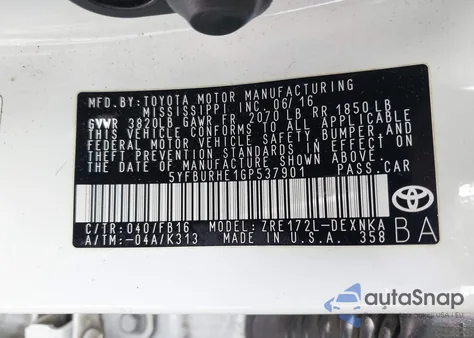 MFD. BY: TOYOTA MOTOR MANUFACTURING
MISSISSIPPI INC. 06/16
GVWR 3820LB GAWR FR 2070 LB RR 1850 LB
THIS VEHICLE CONFORMS TO ALL APPLICABLE
FEDERAL MOTOR VEHICLE SAFETY, BUMPER, AND
THEFT PREVENTION STANDARDS IN EFFECT ON
THE DATE OF MANUFACTURE SHOWN ABOVE.
5YFBURHE1GP537901 PASS.CAR
C/TR: 040/FB16 MODEL: ZRE172L-DEXNKA
A/TM: -04A/K313 MADE IN U.S.A. 358
BA
autoSnap